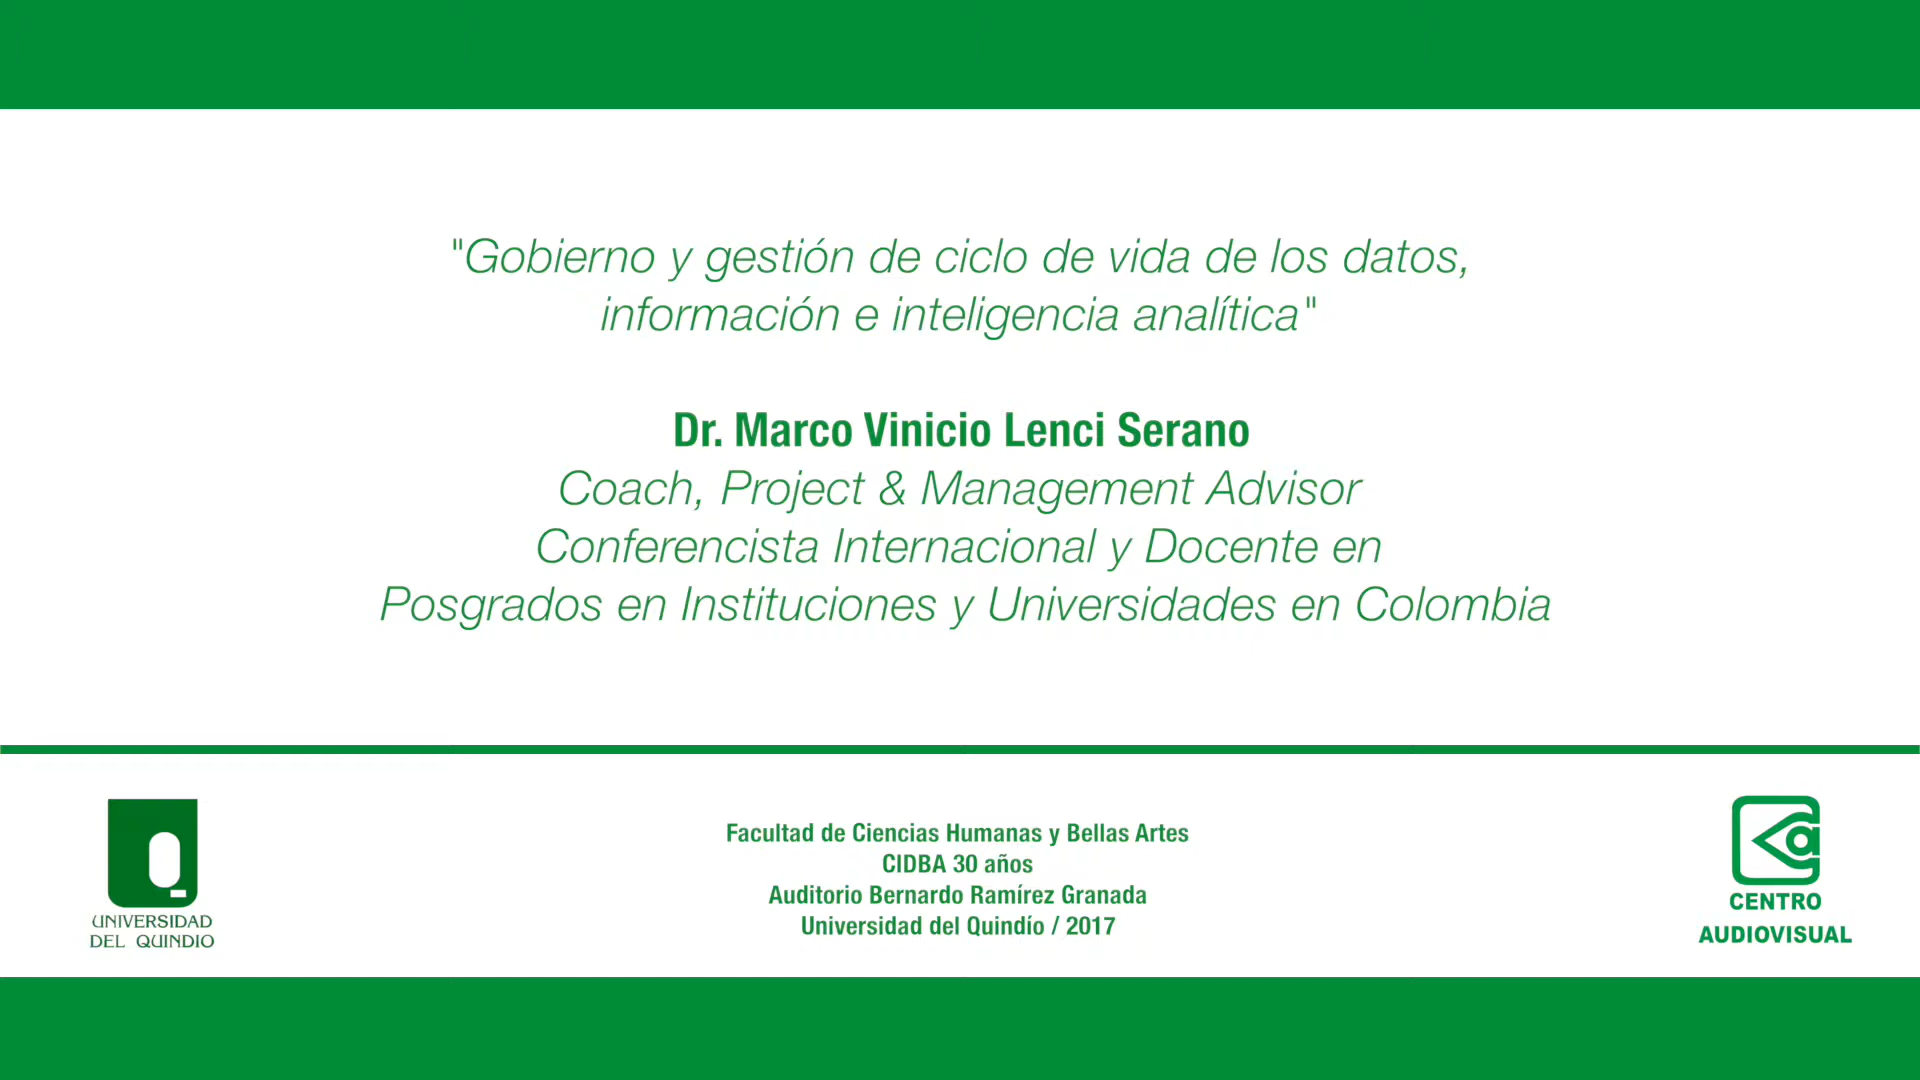 "Gobierno y gestión de ciclo de vida de los datos,
información e inteligencia analítica"
Dr. Marco Vinicio Lenci Serano
Coach, Project & Management Advisor
Conferencista Internacional y Docente en
Posgrados en Instituciones y Universidades en Colombia
UNIVERSIDAD
DEL QUINDIO
Facultad de Ciencias Humanas y Bellas Artes
CIDBA 30 años
Auditorio Bernardo Ramírez Granada
Universidad del Quindío / 2017
CENTRO
AUDIOVISUAL